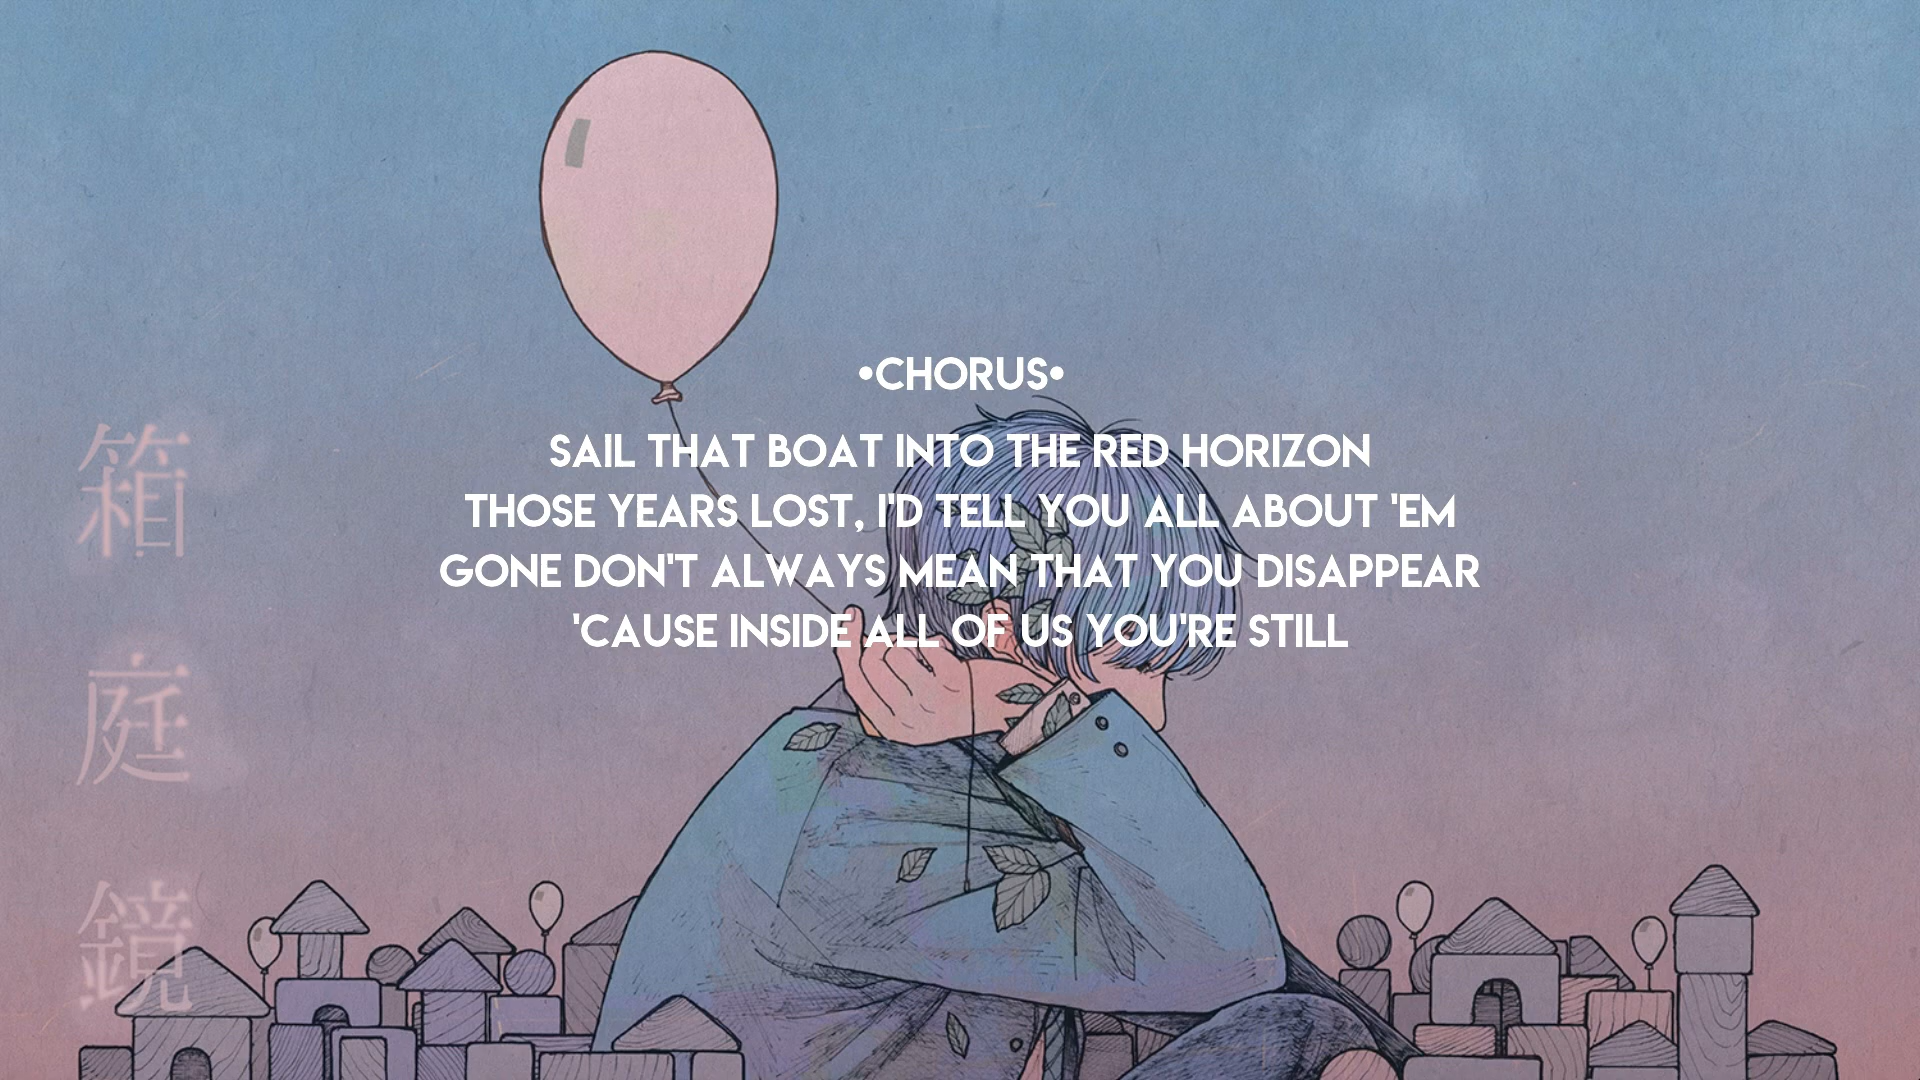 •CHORUS•
SAIL THAT BOAT INTO THE RED HORIZON
THOSE YEARS LOST, I'D TELL YOU ALL ABOUT 'EM
GONE DON'T ALWAYS MEAN THAT YOU DISAPPEAR
'CAUSE INSIDE ALL OF US YOU'RE STILL
箱庭鏡